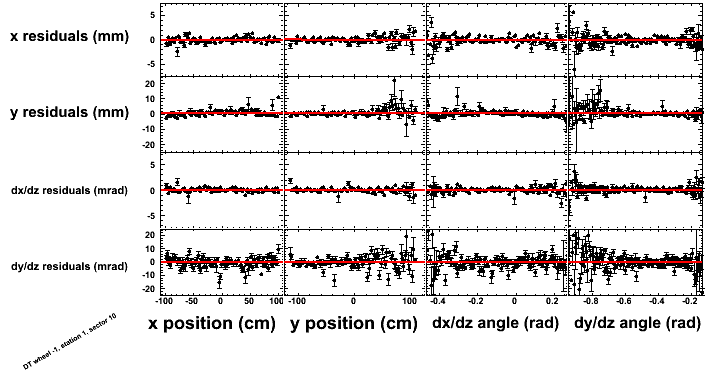 x residuals (mm)
5
0
-5
y residuals (mm)
20
10
0
-10
-20
dx/dz residuals (mrad)
5
0
-5
dy/dz residuals (mrad)
20
10
0
-10
-20
-100 -50 0 50 100 -100 0 100 -0.4 -0.2 0 0.2 -0.8 -0.6 -0.4 -0.2
x position (cm) y position (cm) dx/dz angle (rad) dy/dz angle (rad)
DT wheel -1, station 1, sector 10